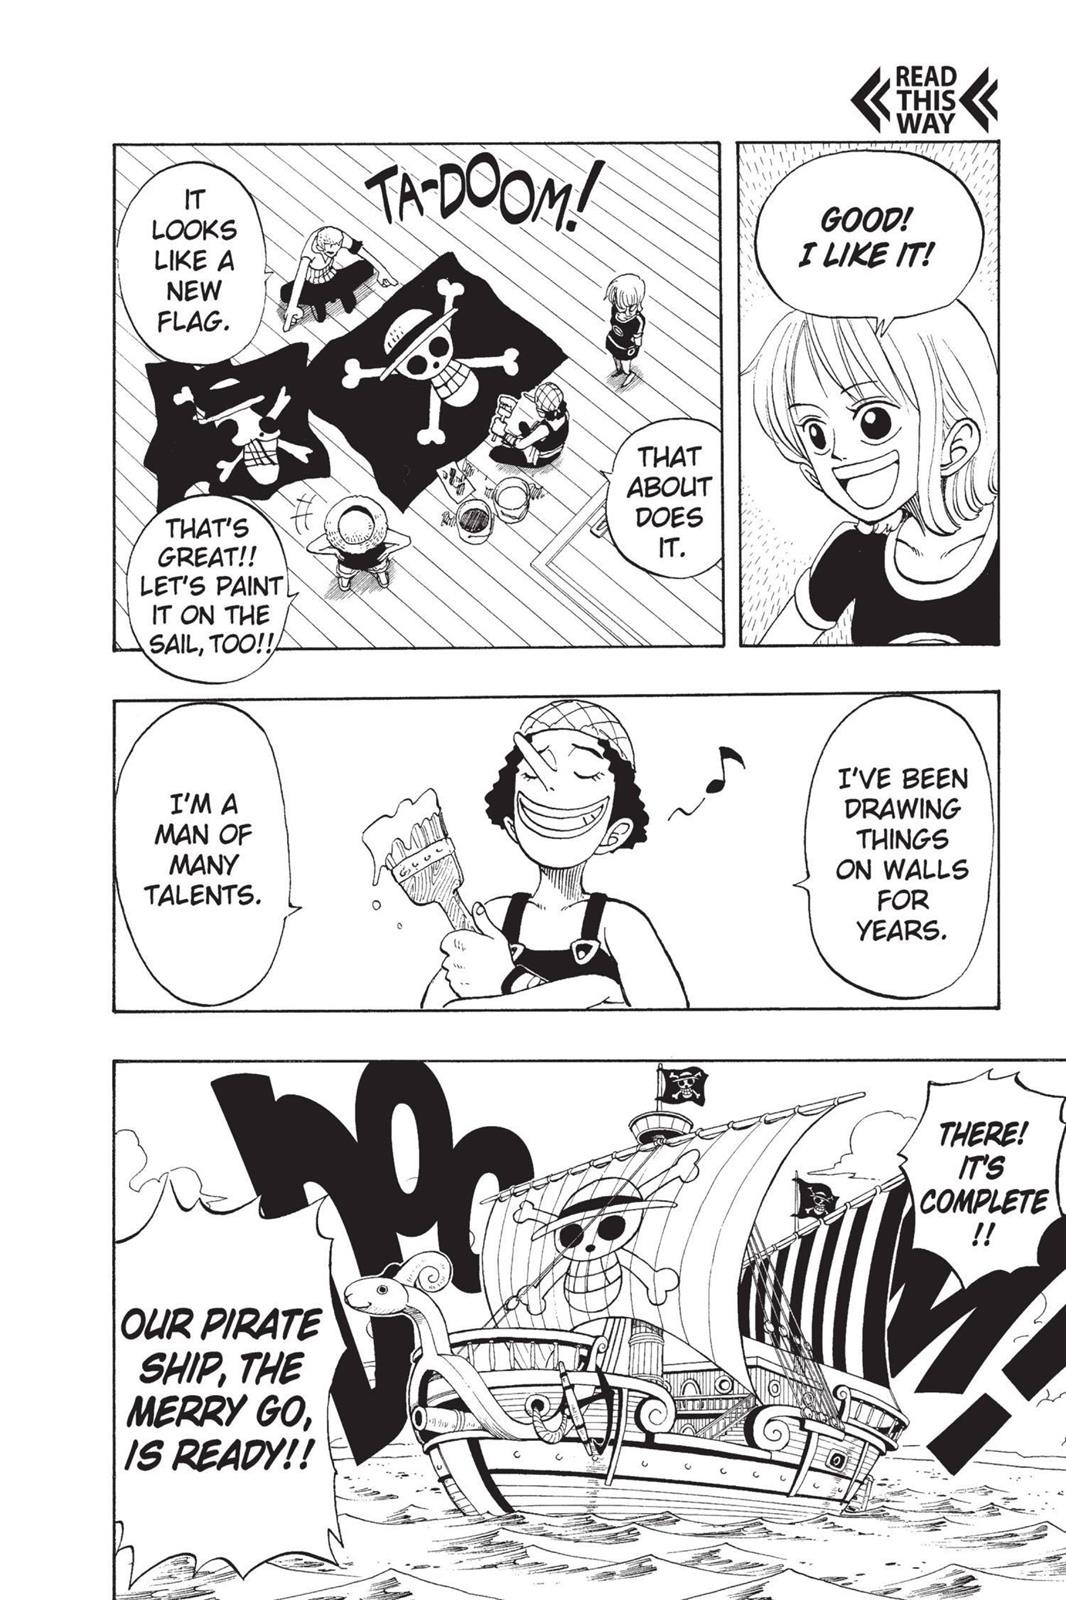 READ
THIS
WAY
GOOD!
I LIKE IT!
TA-DOOM!
IT
LOOKS
LIKE A
NEW
FLAG.
THAT
ABOUT
DOES
IT.
THAT'S
GREAT!!
LET'S PAINT
IT ON THE
SAIL, TOO!!
I'VE BEEN
DRAWING
THINGS
ON WALLS
FOR
YEARS.
I'M A
MAN OF
MANY
TALENTS.
THERE!
IT'S
COMPLETE
!!
OUR PIRATE
SHIP, THE
MERRY GO,
IS READY!!